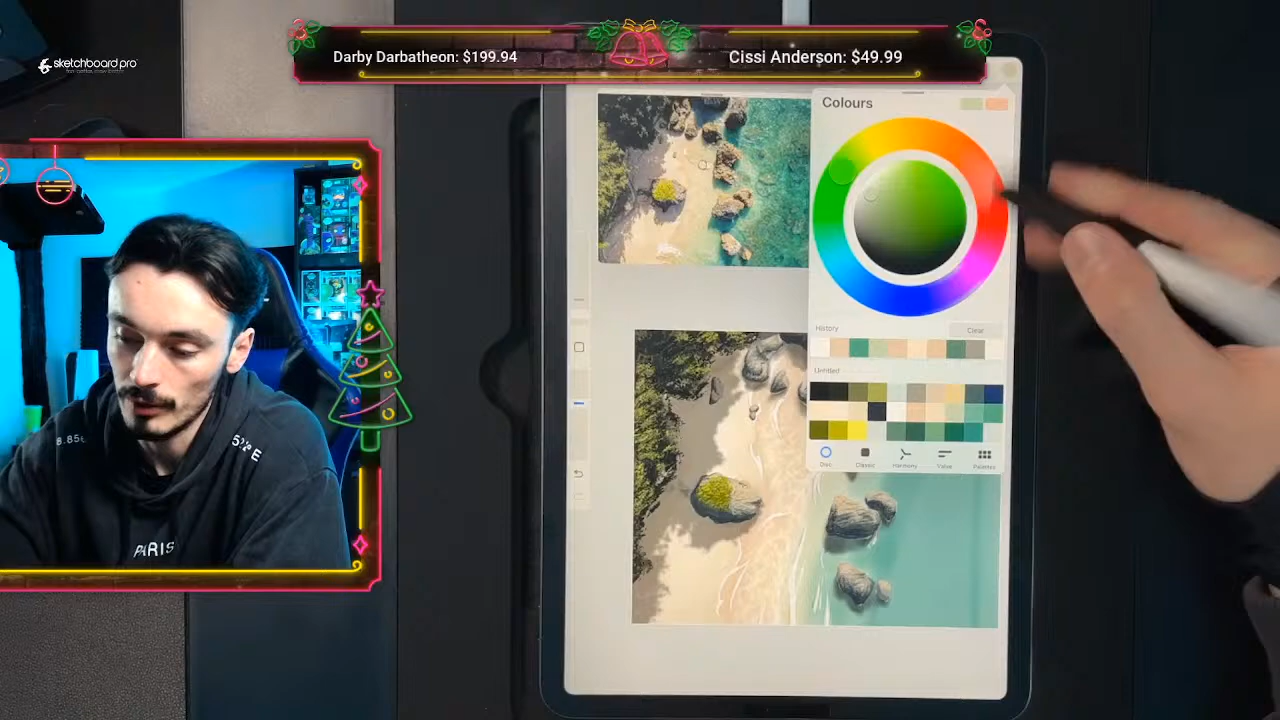 Darby Darbatheon: $199.94
Cissi Anderson: $49.99
sketchboard pro
Colours
History
Clear
Untitled
Disc
Classic
Harmony
Value
Palettes
PARIS